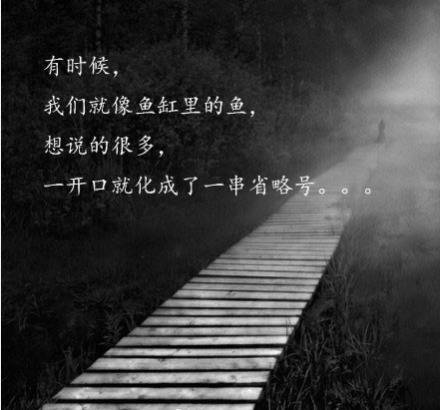 有时候，
我们就像鱼缸里的鱼，
想说的很多，
一开口就化成了一串省略号。。。